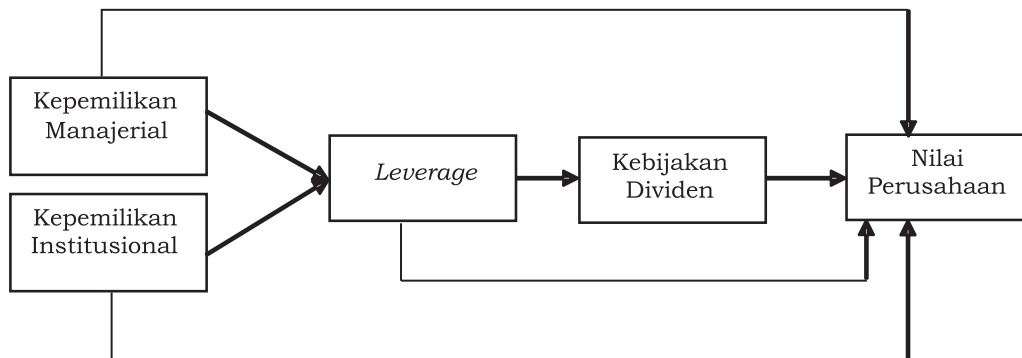 Kepemilikan
Manajerial
Kepemilikan
Institusional
Leverage
Kebijakan
Dividen
Nilai
Perusahaan